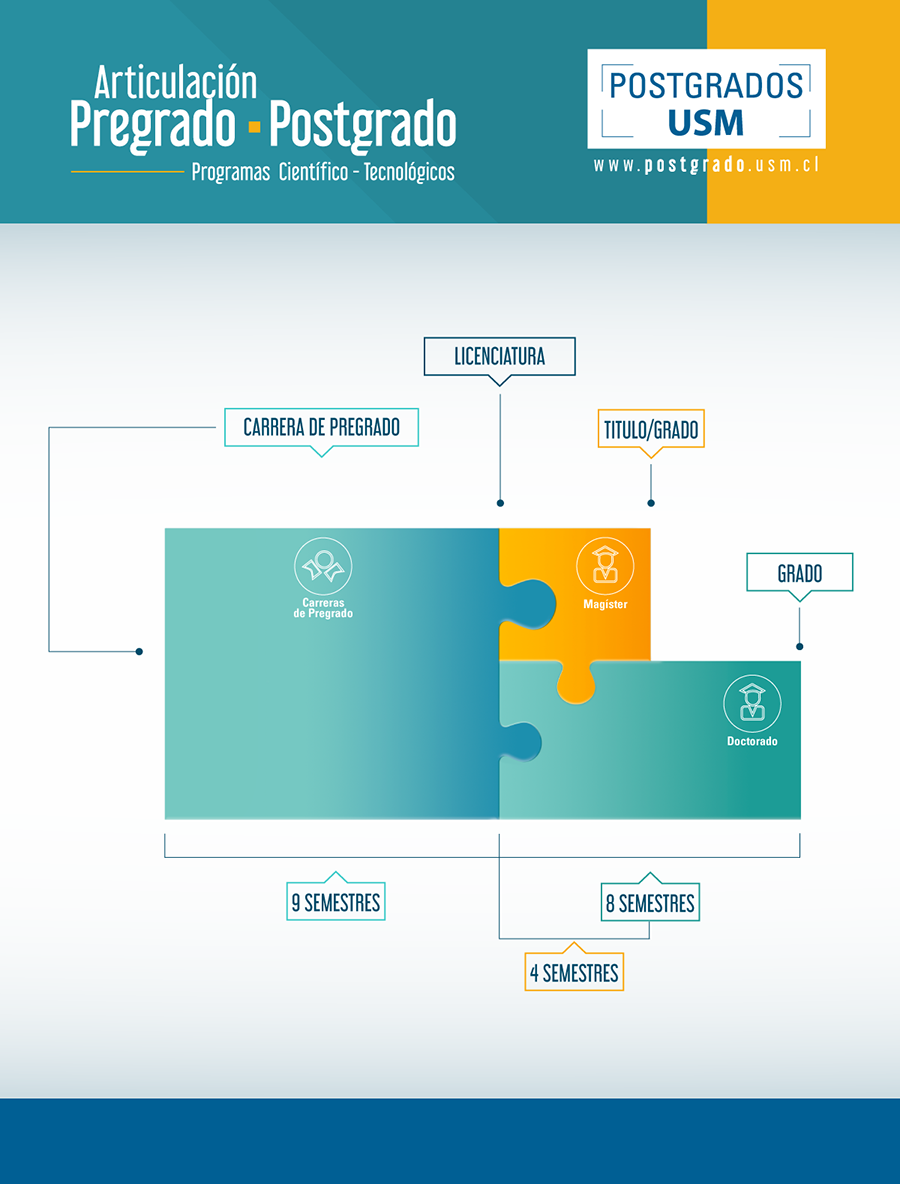 Articulación
Pregrado ▪ Postgrado
Programas Científico - Tecnológicos
POSTGRADOS
USM
www.postgrado.usm.cl
LICENCIATURA
CARRERA DE PREGRADO
TITULO/GRADO
GRADO
Carreras
de Pregrado
Magíster
Doctorado
9 SEMESTRES
8 SEMESTRES
4 SEMESTRES